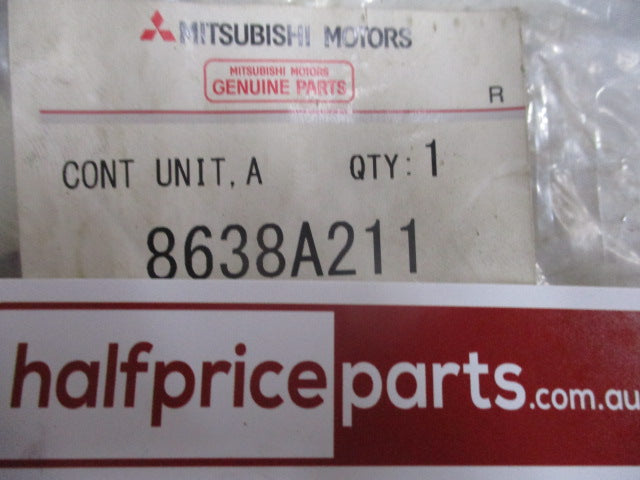 MITSUBISHI MOTORS
MITSUBISHI MOTORS
GENUINE PARTS
R
CONT UNIT, A QTY: 1
8638A211
halfpriceparts.com.au